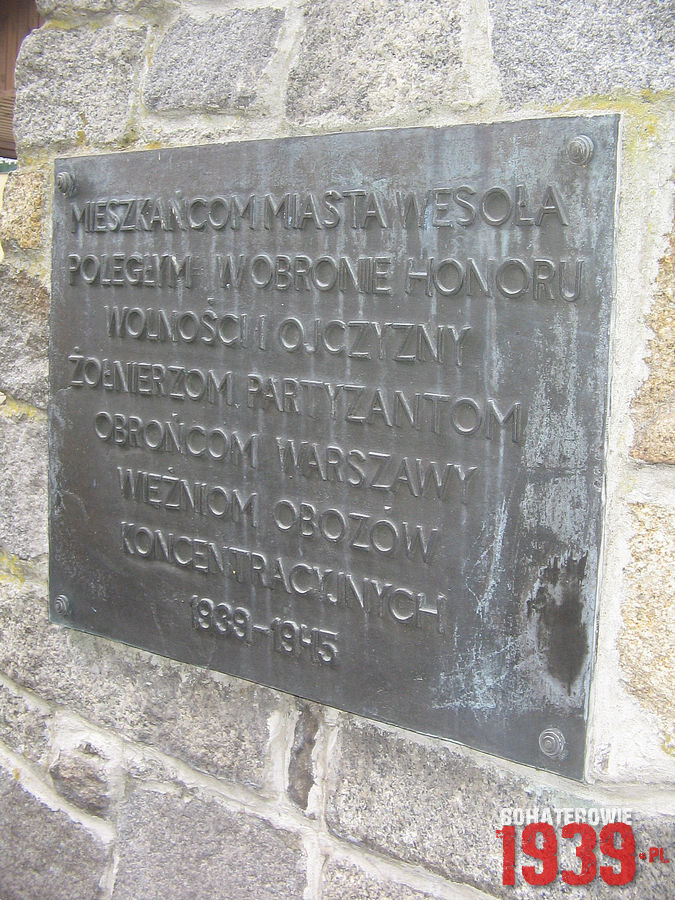 MIESZKAŃCOM MIASTA WESOŁA
POLEGŁYM W OBRONIE HONORU
WOLNOŚCI I OJCZYZNY
ŻOŁNIERZOM PARTYZANTOM
OBROŃCOM WARSZAWY
WIĘŹNIOM OBOZÓW
KONCENTRACYJNYCH
1939-1945
BOHATEROWIE
1939.PL